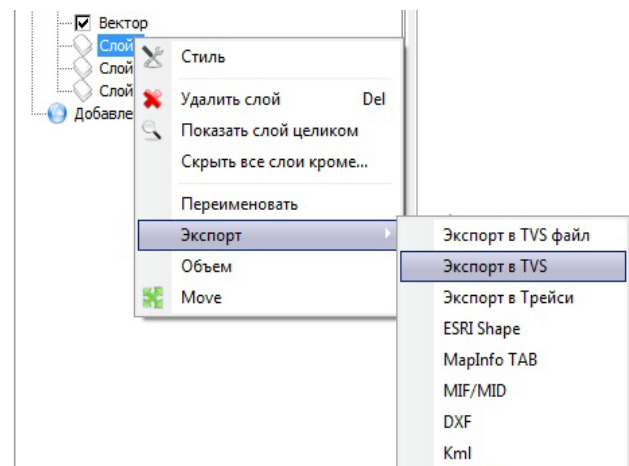 Вектор
Слой
Слой
Слой
Добавле
Стиль
Удалить слой Del
Показать слой целиком
Скрыть все слои кроме...
Переименовать
Экспорт
Объем
Move
Экспорт в TVS файл
Экспорт в TVS
Экспорт в Трейси
ESRI Shape
MapInfo TAB
MIF/MID
DXF
Kml